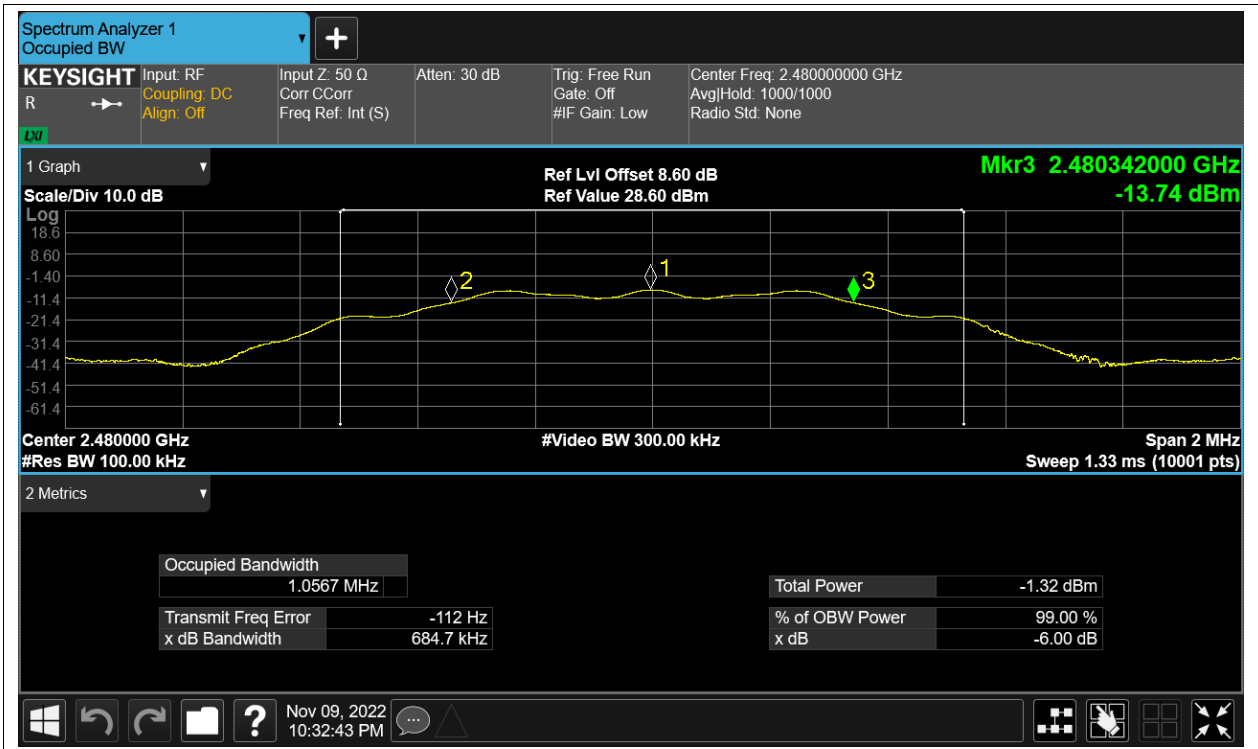 Spectrum Analyzer 1
Occupied BW
KEYSIGHT
R
LXI
Input: RF
Coupling: DC
Align: Off
Input Z: 50 Ω
Corr CCorr
Freq Ref: Int (S)
Atten: 30 dB
Trig: Free Run
Gate: Off
#IF Gain: Low
Center Freq: 2.480000000 GHz
Avg|Hold: 1000/1000
Radio Std: None
1 Graph
Scale/Div 10.0 dB
Ref Lvl Offset 8.60 dB
Ref Value 28.60 dBm
Mkr3 2.480342000 GHz
-13.74 dBm
Log
18.6
8.60
-1.40
-11.4
-21.4
-31.4
-41.4
-51.4
-61.4
2
1
3
Center 2.480000 GHz
#Video BW 300.00 kHz
Span 2 MHz
#Res BW 100.00 kHz
Sweep 1.33 ms (10001 pts)
2 Metrics
Occupied Bandwidth
1.0567 MHz
Transmit Freq Error -112 Hz
x dB Bandwidth 684.7 kHz
Total Power -1.32 dBm
% of OBW Power 99.00 %
x dB -6.00 dB
?
Nov 09, 2022
10:32:43 PM